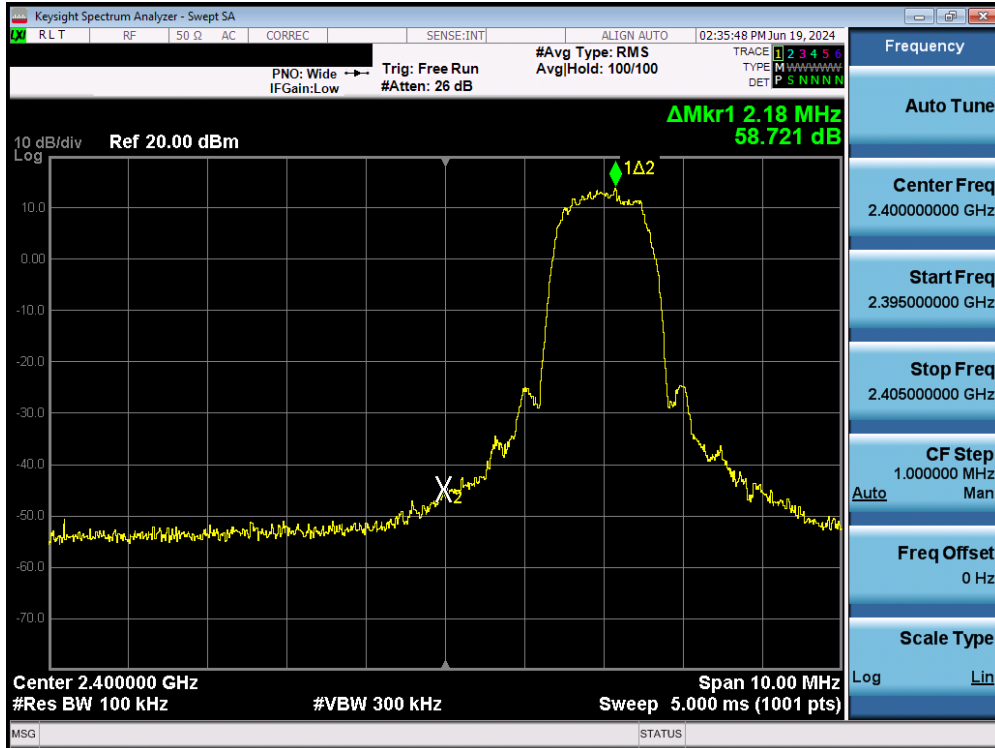 Keysight Spectrum Analyzer - Swept SA
LXI RLT RF 50 Ω AC CORREC SENSE:INT ALIGN AUTO 02:35:48 PM Jun 19, 2024
PNO: Wide Trig: Free Run #Avg Type: RMS TRACE 1 2 3 4 5 6
IFGain:Low #Atten: 26 dB Avg|Hold: 100/100 TYPE M W W W W W
DET P S N N N N
ΔMkr1 2.18 MHz
58.721 dB
10 dB/div Ref 20.00 dBm
Log
1Δ2
10.0
0.00
-10.0
-20.0
-30.0
-40.0
2
-50.0
-60.0
-70.0
Center 2.400000 GHz Span 10.00 MHz
#Res BW 100 kHz #VBW 300 kHz Sweep 5.000 ms (1001 pts)
MSG STATUS
Frequency
Auto Tune
Center Freq
2.400000000 GHz
Start Freq
2.395000000 GHz
Stop Freq
2.405000000 GHz
CF Step
1.000000 MHz
Auto Man
Freq Offset
0 Hz
Scale Type
Log Lin